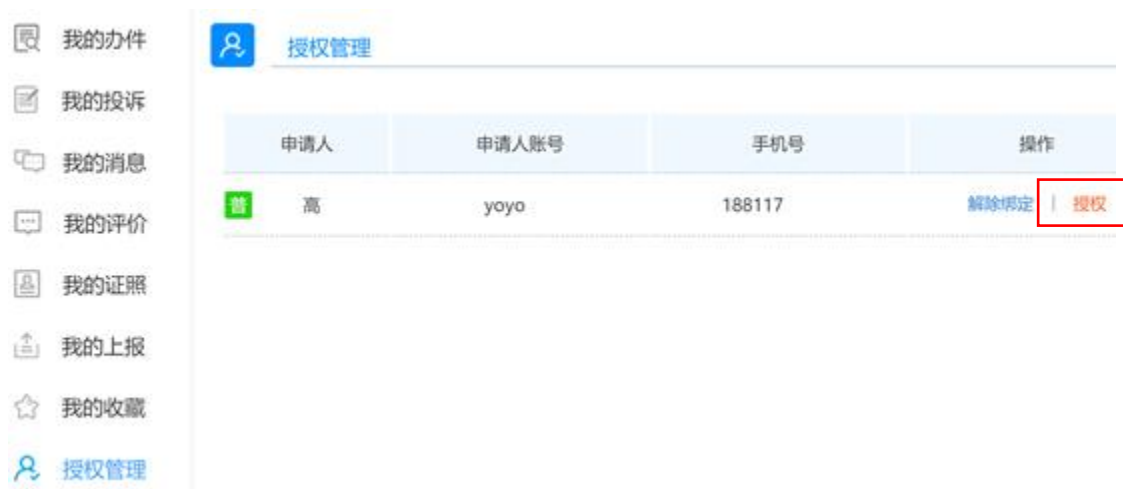 我的办件
我的投诉
我的消息
我的评价
我的证照
我的上报
我的收藏
授权管理
授权管理
申请人 申请人账号 手机号 操作
普 高 yoyo 188117 解除绑定 | 授权